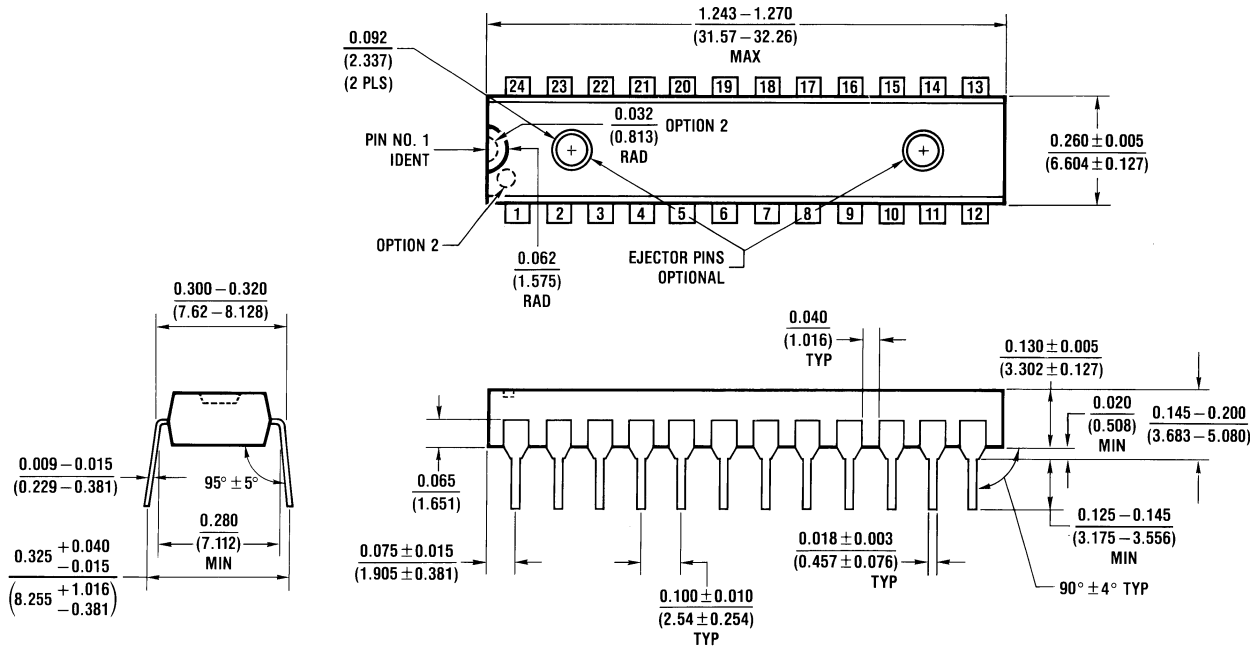 1.243 – 1.270
(31.57 – 32.26)
MAX
0.092
(2.337)
(2 PLS)
24 23 22 21 20 19 18 17 16 15 14 13
0.032
(0.813)
RAD
OPTION 2
PIN NO. 1
IDENT
0.260 ± 0.005
(6.604 ± 0.127)
1 2 3 4 5 6 7 8 9 10 11 12
OPTION 2
0.062
(1.575)
RAD
EJECTOR PINS
OPTIONAL
0.300 – 0.320
(7.62 – 8.128)
0.040
(1.016)
TYP
0.130 ± 0.005
(3.302 ± 0.127)
0.020
(0.508)
MIN
0.145 – 0.200
(3.683 – 5.080)
0.009 – 0.015
(0.229 – 0.381)
95° ± 5°
0.065
(1.651)
0.280
(7.112)
MIN
0.125 – 0.145
(3.175 – 3.556)
MIN
0.325 +0.040
–0.015
(8.255 +1.016
–0.381)
0.075 ± 0.015
(1.905 ± 0.381)
0.018 ± 0.003
(0.457 ± 0.076)
TYP
90° ± 4° TYP
0.100 ± 0.010
(2.54 ± 0.254)
TYP